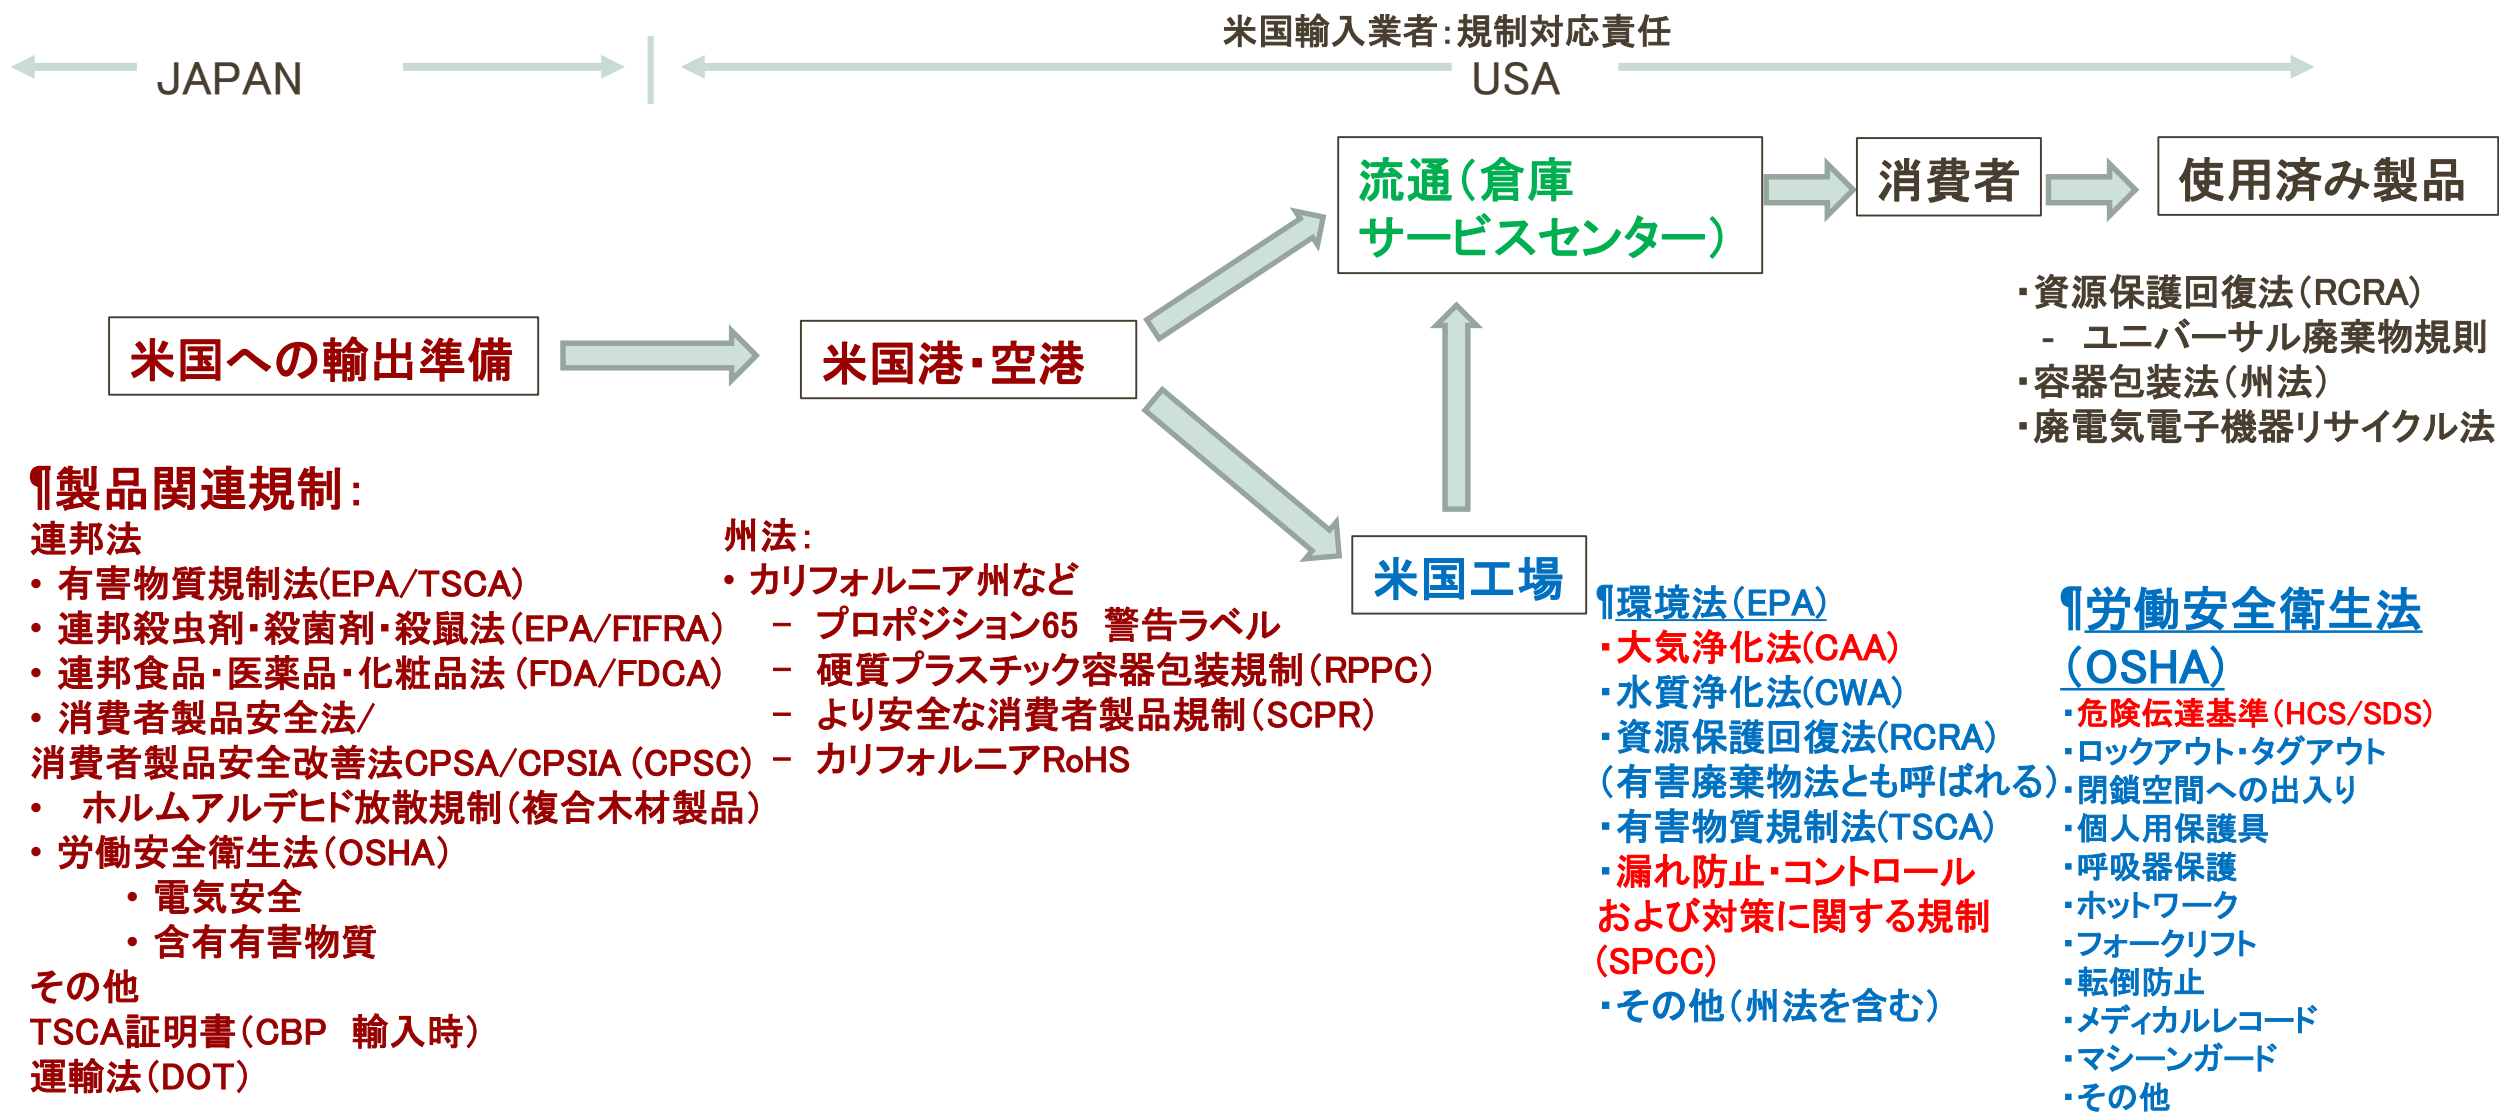 米国輸入業者：規制対応責任
JAPAN
USA
流通（倉庫
サービスセンター）
消費者
使用済み製品
米国への輸出準備
米国港・空港
・資源保護回復法（RCRA）
- ユニバーサル廃棄物規則
・容器包装法（州法）
・廃電気電子機器リサイクル法
¶製品関連規制：
連邦法
• 有害物質規制法(EPA/TSCA）
• 連邦殺虫剤・殺菌剤・殺鼠法（EPA/FIFRA）
• 連邦食品・医薬品・化粧品法 （FDA/FDCA）
• 消費者製品安全法/
消費者製品安全改善法CPSA/CPSIA （CPSC）
• ホルムアルデヒド放散規制（複合木材製品）
• 労働安全衛生法（OSHA）
• 電気安全
• 含有有害物質
その他
TSCA証明書（CBP　輸入時）
運輸法（DOT）
州法：
• カリフォルニア州など
− プロポジション65　警告ラベル
− 硬質プラスチック容器包装規制（RPPC）
− より安全な消費者製品規制（SCPR）
− カリフォルニアRoHS
米国工場
¶環境法（EPA）
・大気浄化法(CAA）
・水質浄化法（CWA）
・資源保護回復法（RCRA）
（有害廃棄物法とも呼ばれる）
・有害物質規制法（TSCA）
・漏れ防止・コントロール
および対策に関する規制
（SPCC）
・その他（州法を含む）
¶労働安全衛生法
（OSHA）
・危険伝達基準（HCS/SDS）
・ロックアウト・タグアウト
・閉鎖空間への出入り
・個人用保護具
・呼吸器保護
・ホットワーク
・フォークリフト
・転倒防止
・メディカルレコード
・マシーンガード
・その他